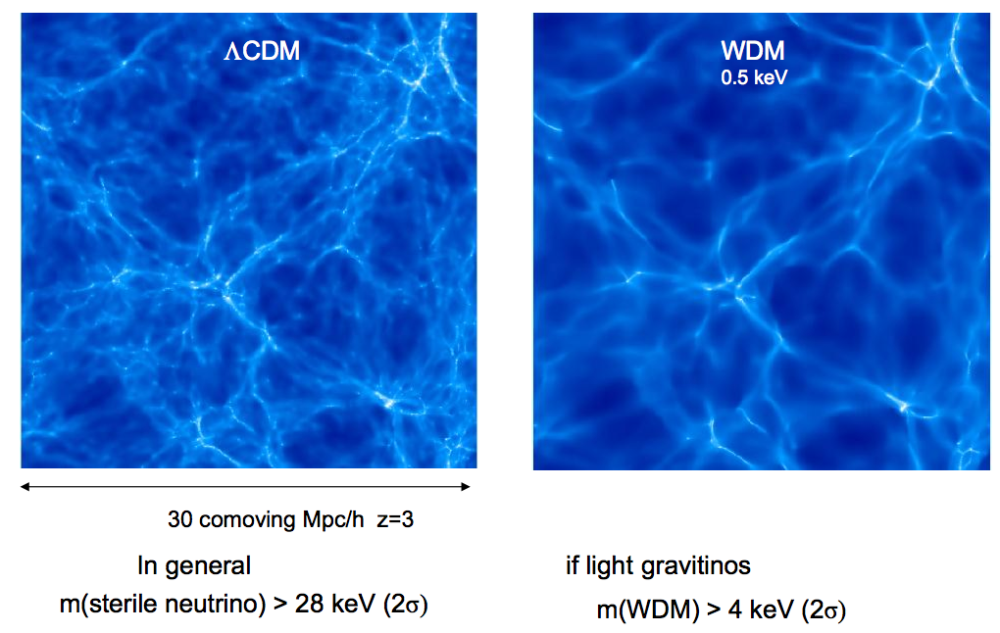 ΛCDM
WDM
0.5 keV
30 comoving Mpc/h z=3
In general
m(sterile neutrino) > 28 keV (2σ)
if light gravitinos
m(WDM) > 4 keV (2σ)